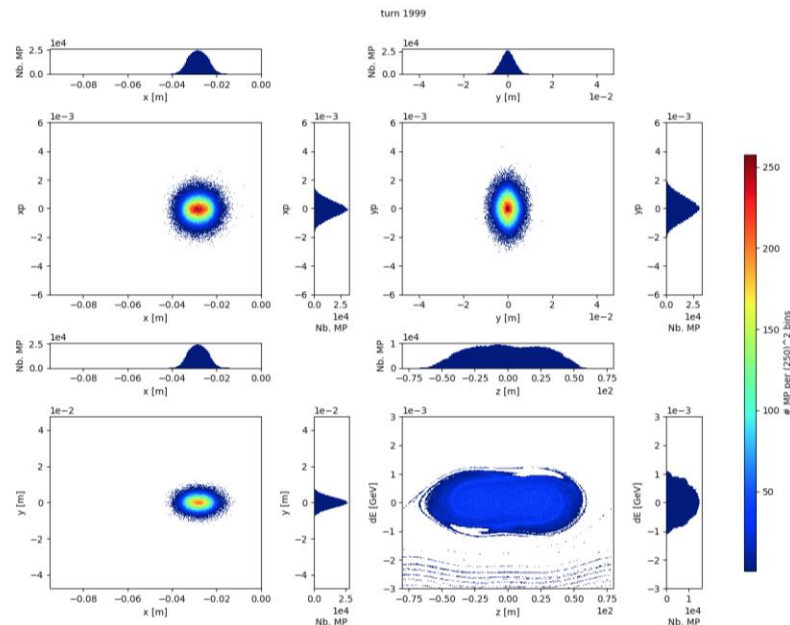 turn 1999
1e4
1e4
Nb. MP
2.5
0.0
−0.08 −0.06 −0.04 −0.02 0.00
x [m]
Nb. MP
2.5
0.0
−4 −2 0 2 4
y [m]
1e−2
1e−3
6
4
2
0
−2
−4
−6
xp
−0.08 −0.06 −0.04 −0.02 0.00
x [m]
1e−3
6
4
2
0
−2
−4
−6
xp
0.0 2.5
1e4
Nb. MP
1e−3
6
4
2
0
−2
−4
−6
yp
−4 −2 0 2 4
y [m]
1e−2
1e−3
6
4
2
0
−2
−4
−6
yp
0.0 2.5
1e4
Nb. MP
1e4
Nb. MP
2.5
0.0
−0.08 −0.06 −0.04 −0.02 0.00
x [m]
1e4
Nb. MP
1
0
−0.75 −0.50 −0.25 0.00 0.25 0.50 0.75
z [m]
1e2
1e−2
4
2
0
−2
−4
y [m]
−0.08 −0.06 −0.04 −0.02 0.00
x [m]
1e−2
4
2
0
−2
−4
y [m]
0 2
1e4
Nb. MP
1e−3
3
2
1
0
−1
−2
−3
dE [GeV]
−0.75 −0.50 −0.25 0.00 0.25 0.50 0.75
z [m]
1e2
1e−3
3
2
1
0
−1
−2
−3
dE [GeV]
0 1
1e4
Nb. MP
250
200
150
100
50
# MP per (250)^2 bins